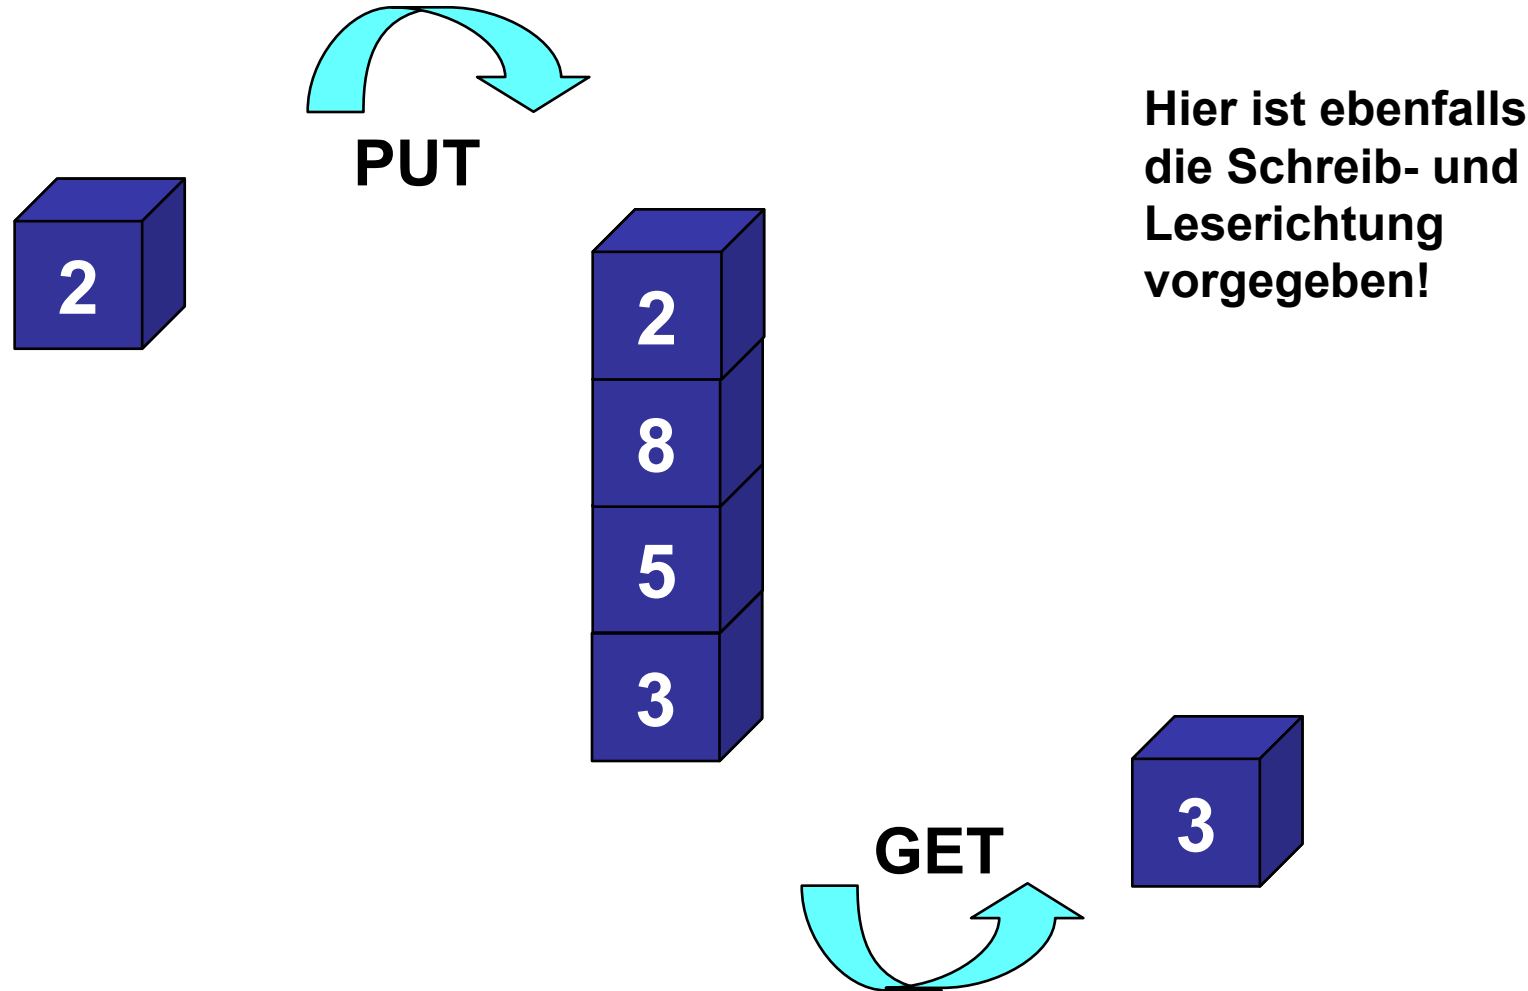 PUT
Hier ist ebenfalls
die Schreib- und
Leserichtung
vorgegeben!
2
2
8
5
3
GET
3